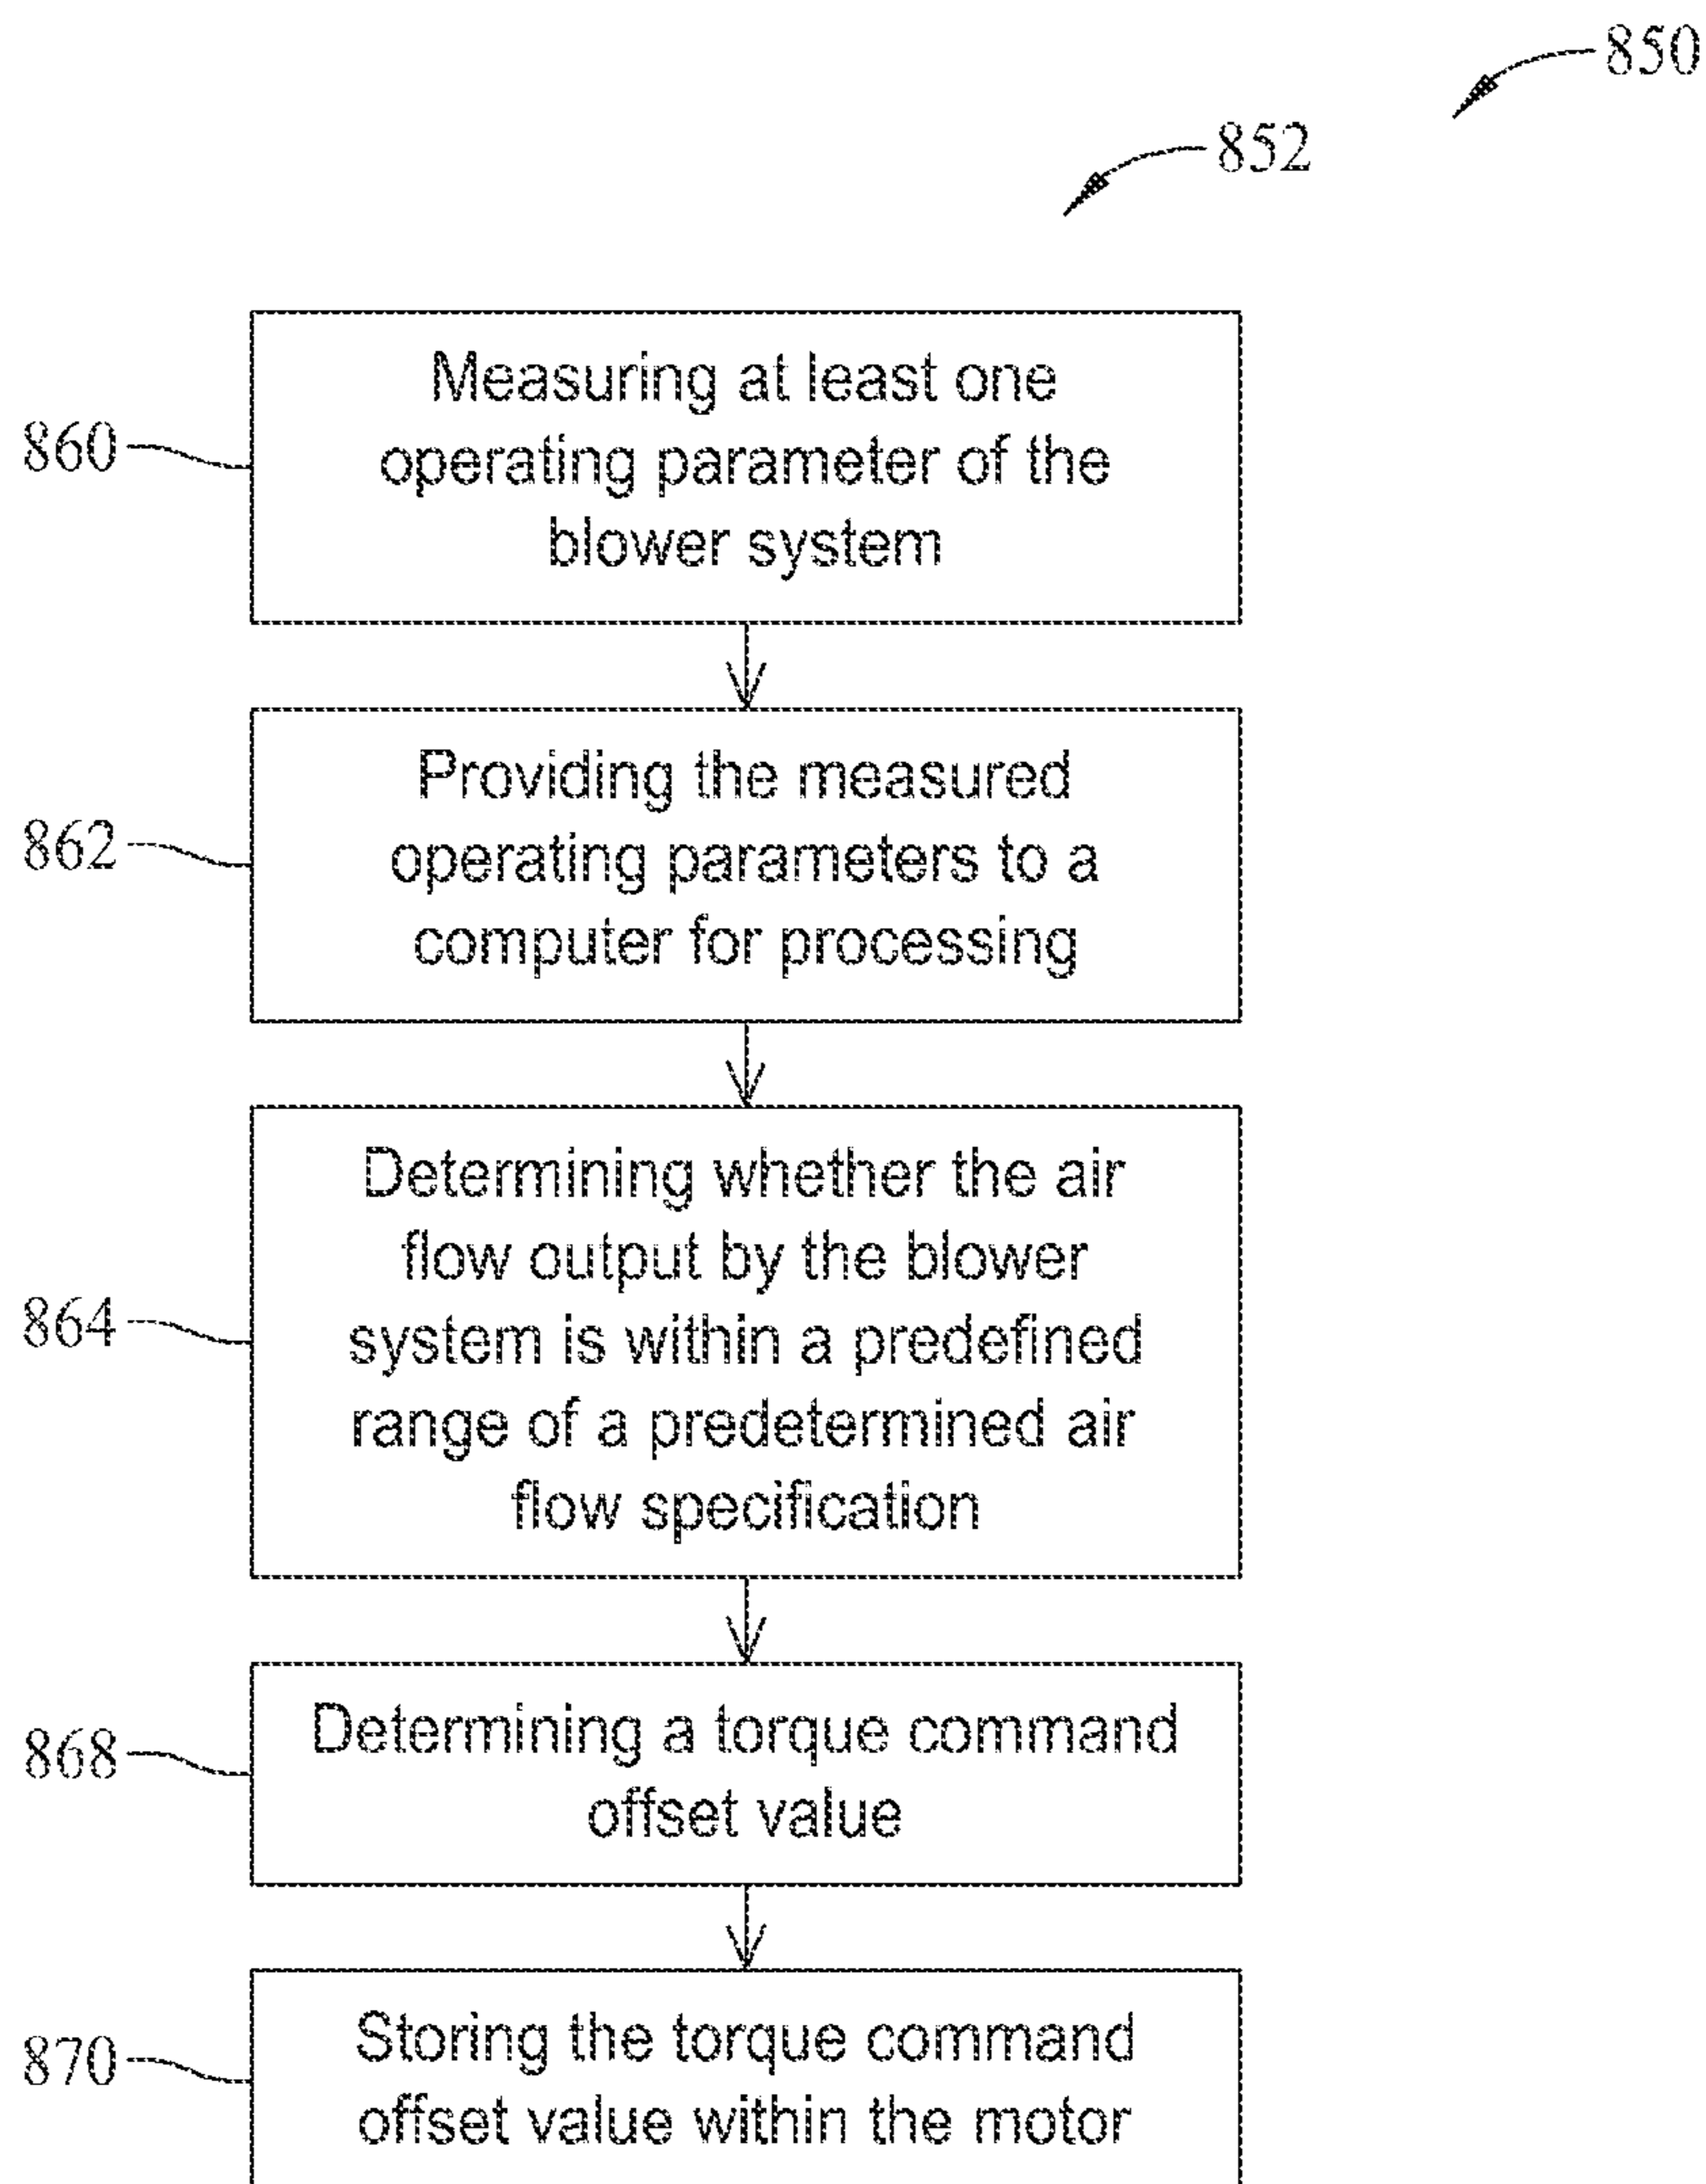 850
852
860
Measuring at least one
operating parameter of the
blower system
862
Providing the measured
operating parameters to a
computer for processing
864
Determining whether the air
flow output by the blower
system is within a predefined
range of a predetermined air
flow specification
868
Determining a torque command
offset value
870
Storing the torque command
offset value within the motor